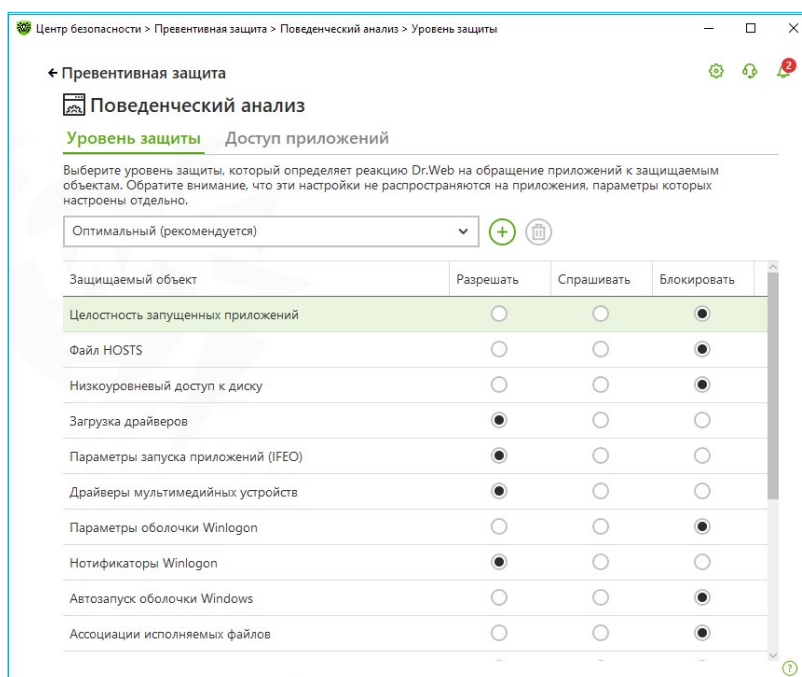 Центр безопасности > Превентивная защита > Поведенческий анализ > Уровень защиты
Превентивная защита
2
Поведенческий анализ
Уровень защиты Доступ приложений
Выберите уровень защиты, который определяет реакцию Dr.Web на обращение приложений к защищаемым
объектам. Обратите внимание, что эти настройки не распространяются на приложения, параметры которых
настроены отдельно.
Оптимальный (рекомендуется)
Защищаемый объект Разрешать Спрашивать Блокировать
Целостность запущенных приложений
Файл HOSTS
Низкоуровневый доступ к диску
Загрузка драйверов
Параметры запуска приложений (IFEO)
Драйверы мультимедийных устройств
Параметры оболочки Winlogon
Нотификаторы Winlogon
Автозапуск оболочки Windows
Ассоциации исполняемых файлов
?